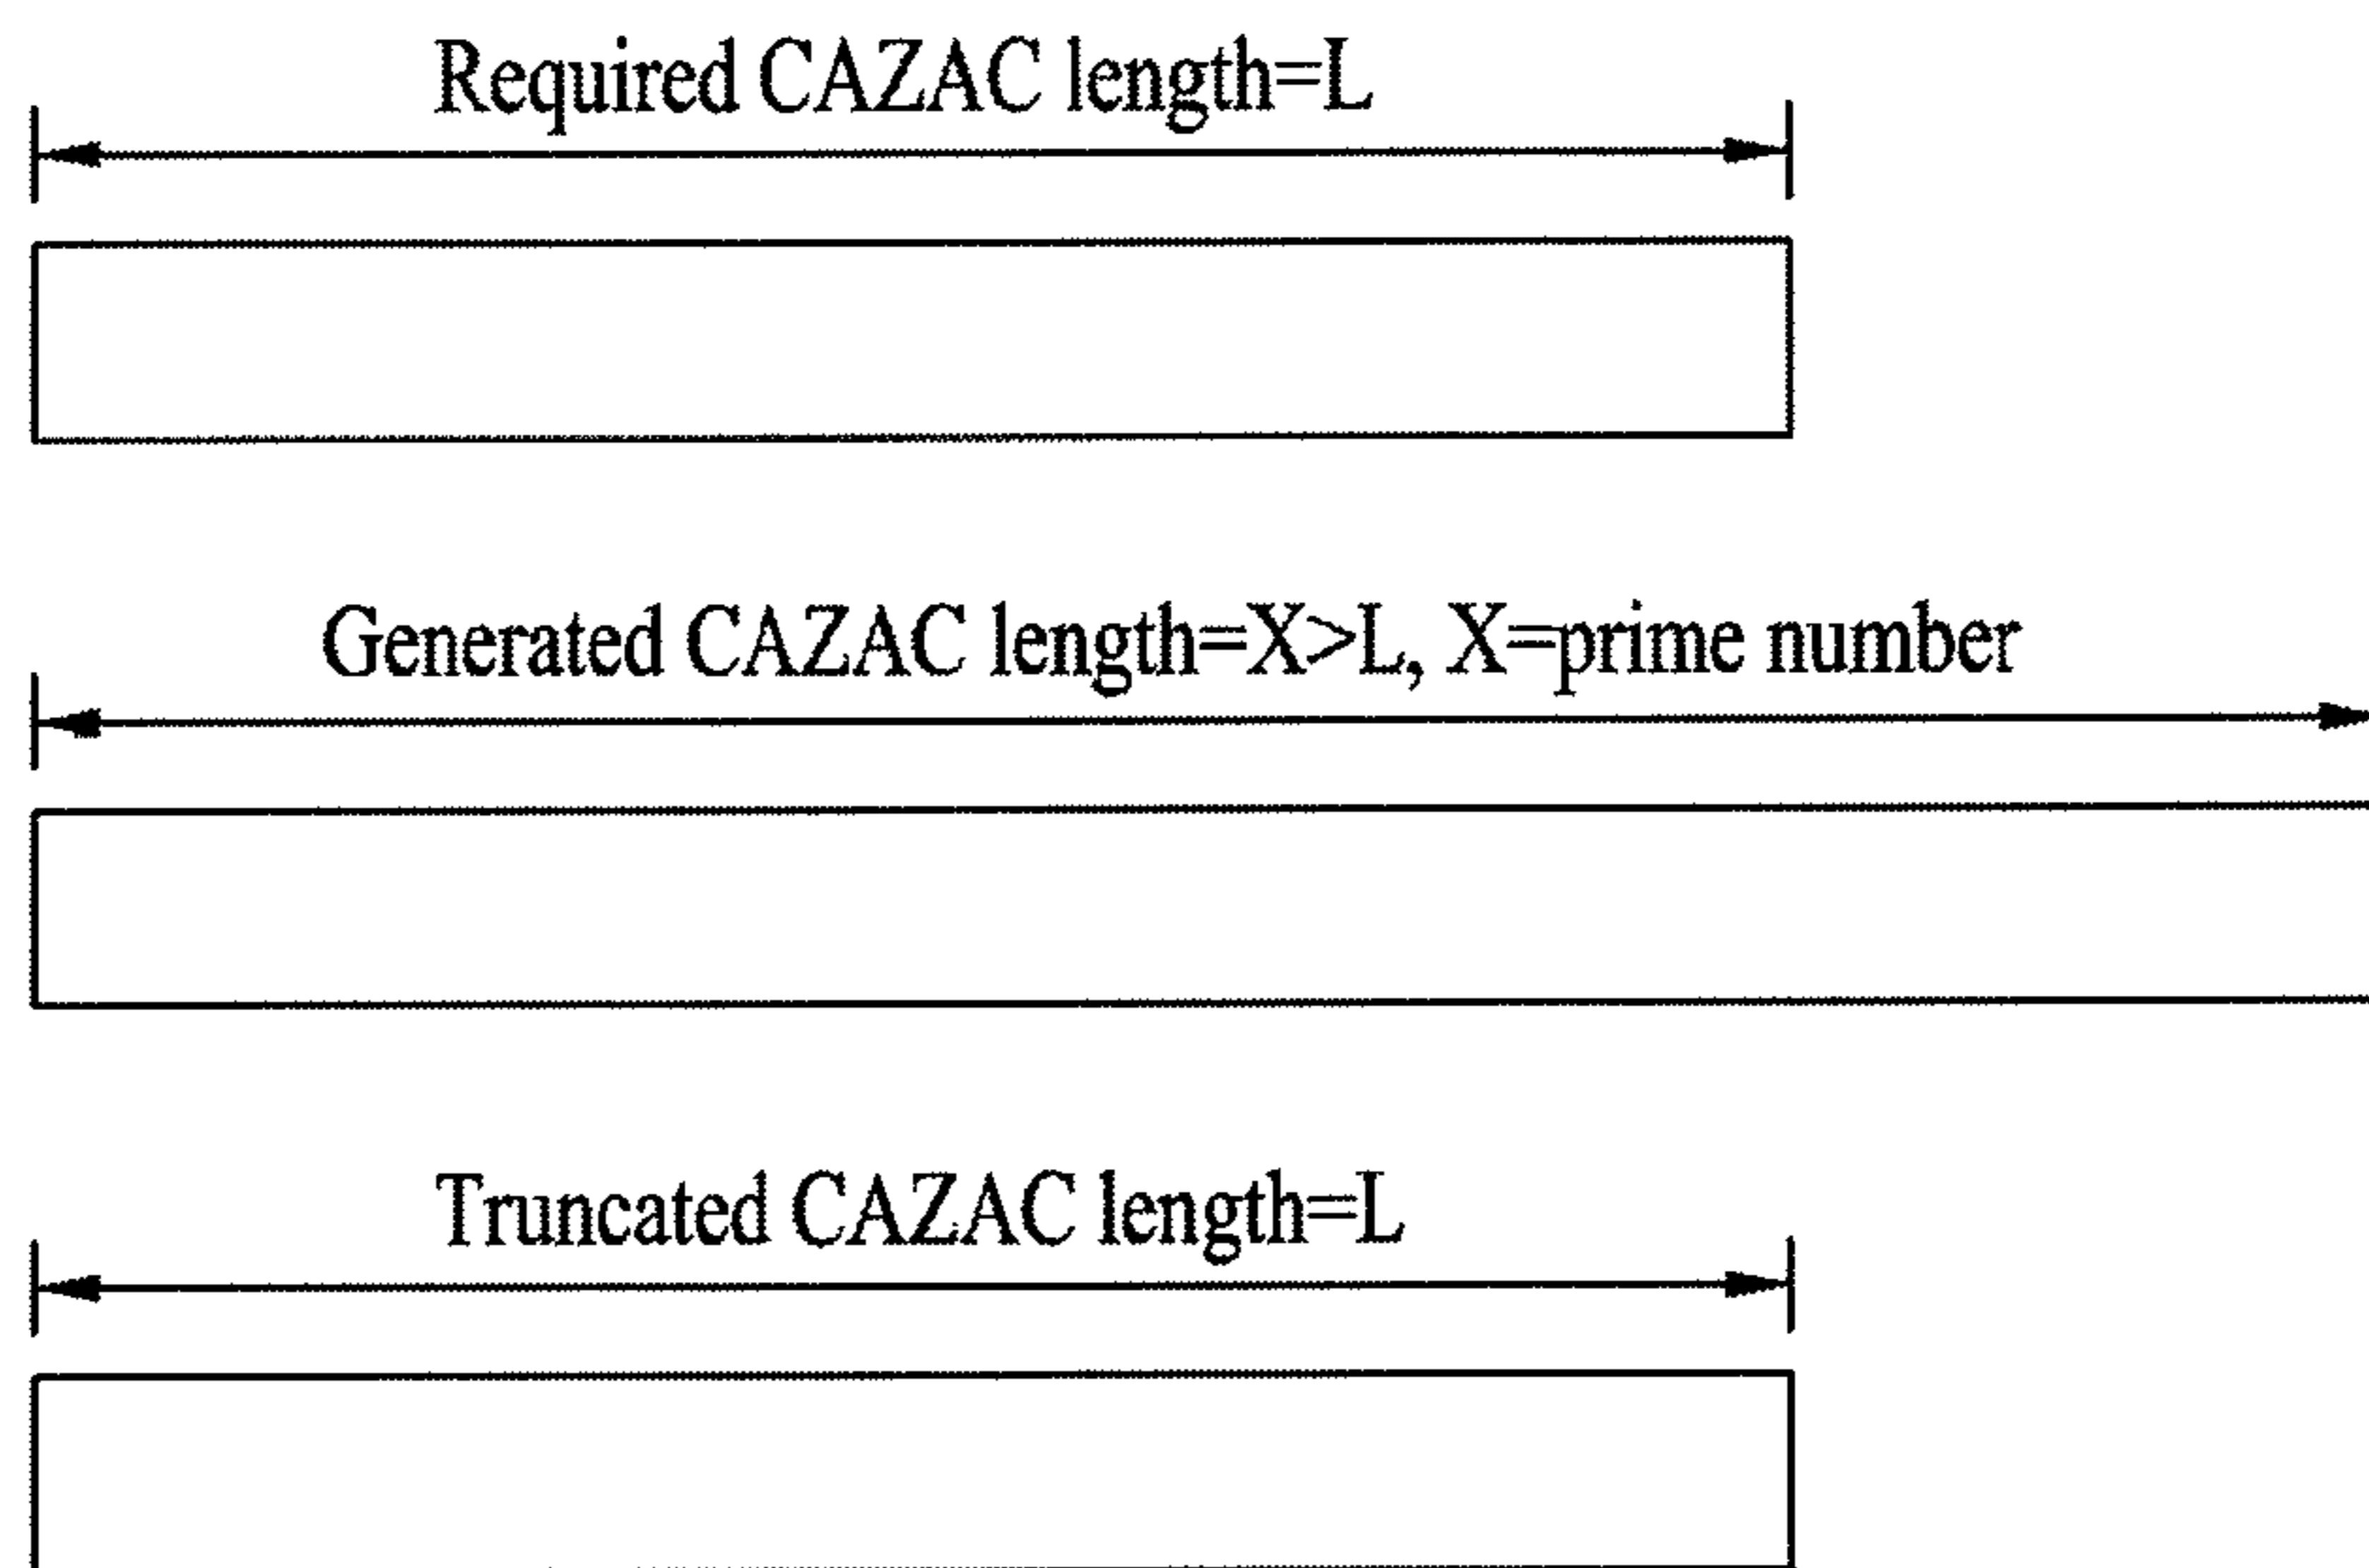 Required CAZAC length=L
Generated CAZAC length=X>L, X=prime number
Truncated CAZAC length=L